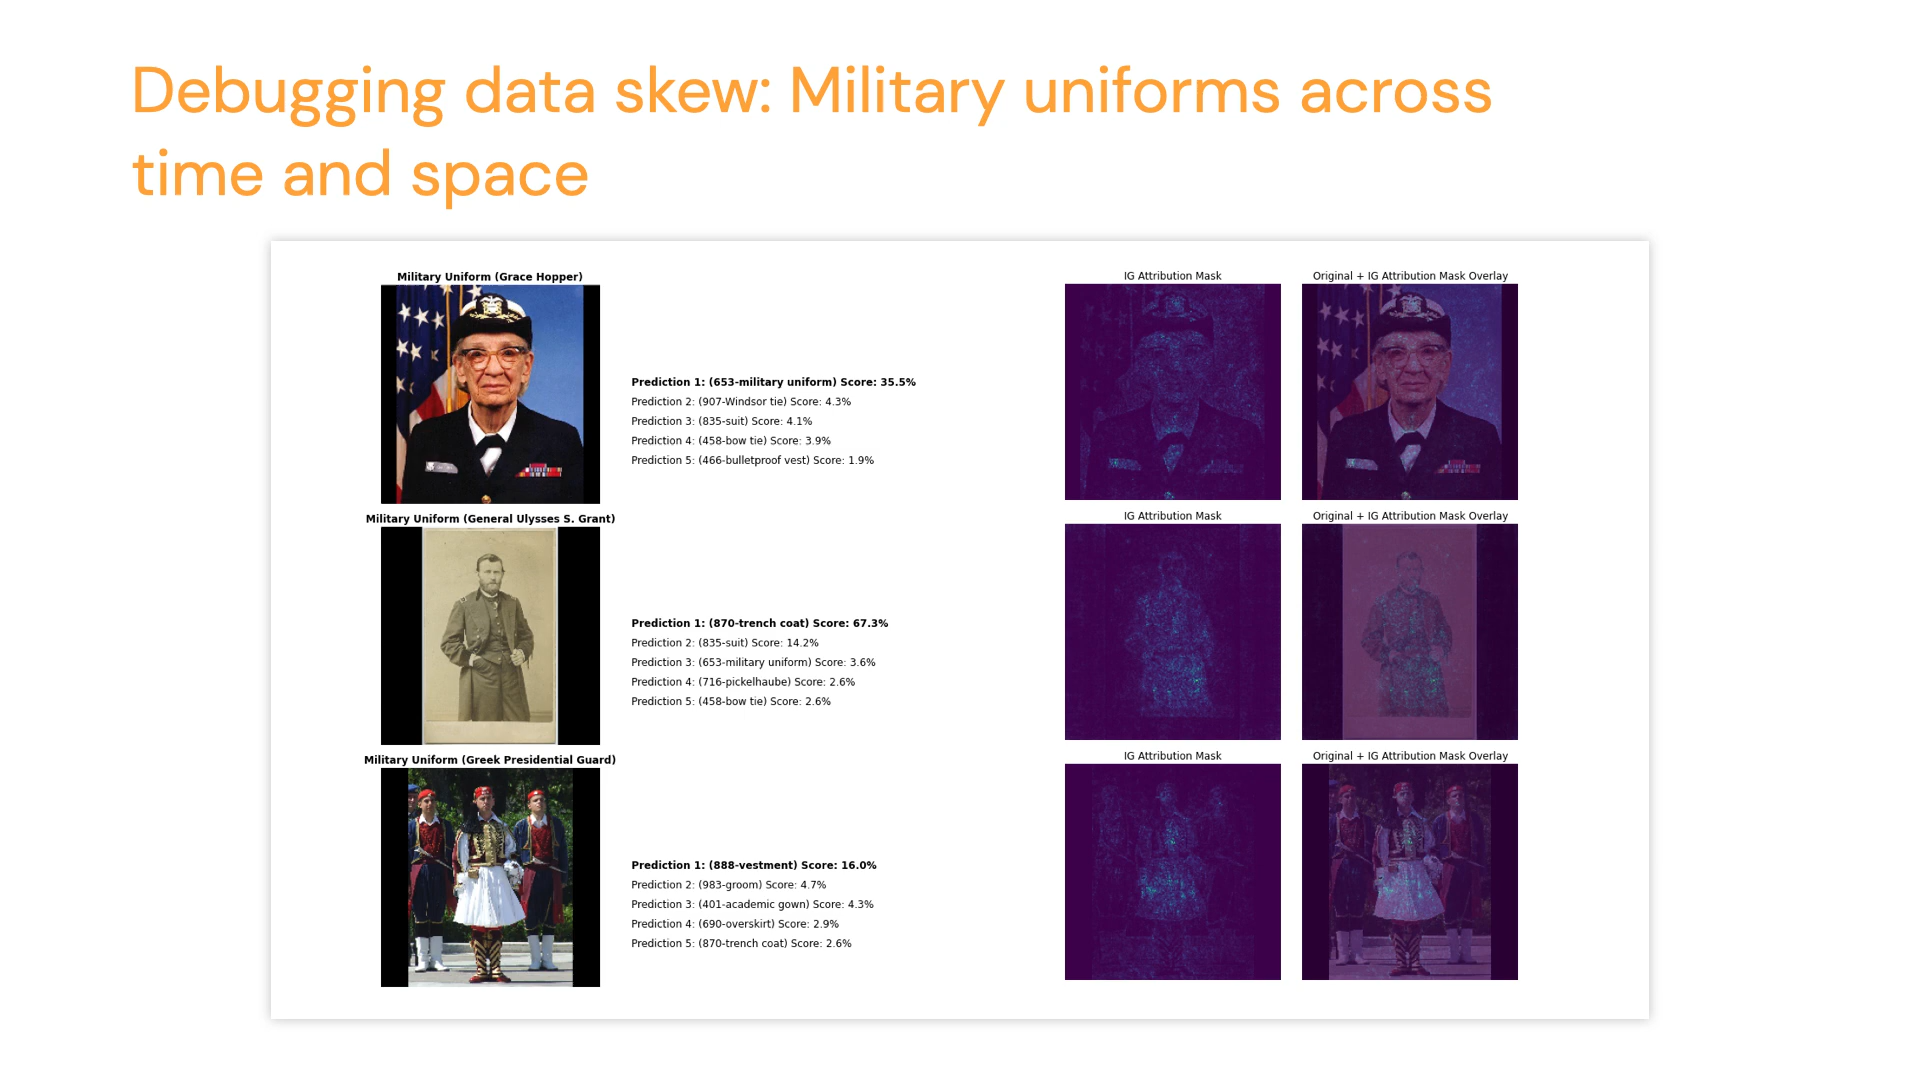 Debugging data skew: Military uniforms across
time and space
Military Uniform (Grace Hopper)
Prediction 1: (653-military uniform) Score: 35.5%
Prediction 2: (907-Windsor tie) Score: 4.3%
Prediction 3: (835-suit) Score: 4.1%
Prediction 4: (458-bow tie) Score: 3.9%
Prediction 5: (466-bulletproof vest) Score: 1.9%
IG Attribution Mask
Original + IG Attribution Mask Overlay
Military Uniform (General Ulysses S. Grant)
Prediction 1: (870-trench coat) Score: 67.3%
Prediction 2: (835-suit) Score: 14.2%
Prediction 3: (653-military uniform) Score: 3.6%
Prediction 4: (716-pickelhaube) Score: 2.6%
Prediction 5: (458-bow tie) Score: 2.6%
IG Attribution Mask
Original + IG Attribution Mask Overlay
Military Uniform (Greek Presidential Guard)
Prediction 1: (888-vestment) Score: 16.0%
Prediction 2: (983-groom) Score: 4.7%
Prediction 3: (401-academic gown) Score: 4.3%
Prediction 4: (690-overskirt) Score: 2.9%
Prediction 5: (870-trench coat) Score: 2.6%
IG Attribution Mask
Original + IG Attribution Mask Overlay